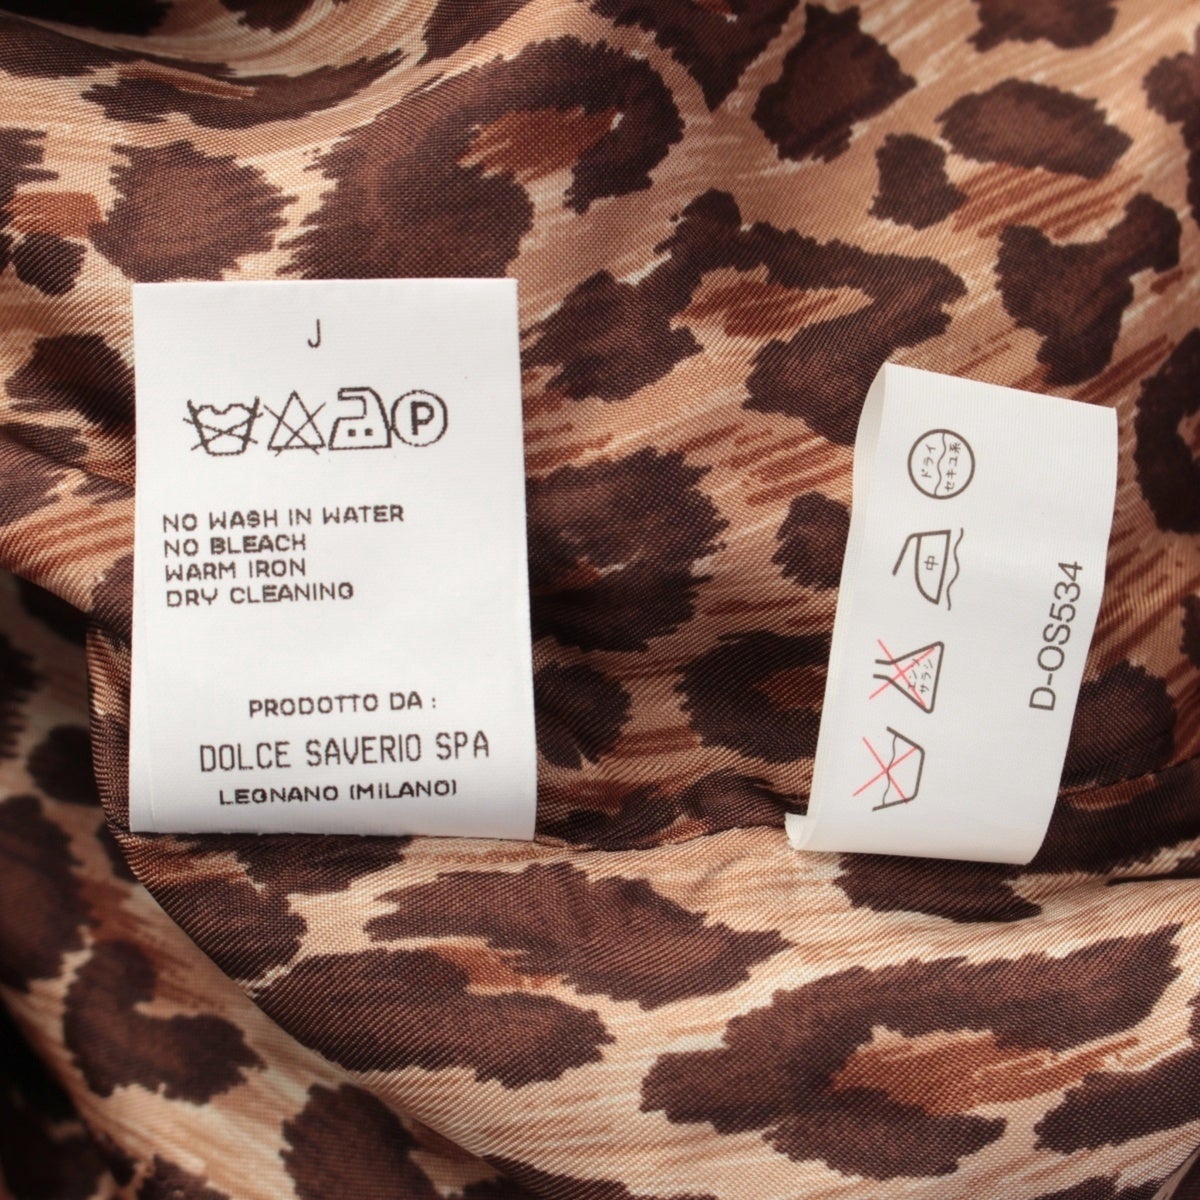 J
P
NO WASH IN WATER
NO BLEACH
WARM IRON
DRY CLEANING
PRODOTTO DA :
DOLCE SAVERIO SPA
LEGNANO (MILANO)
ドライ
セキユ系
中
エンソ
サラシ
D-OS534